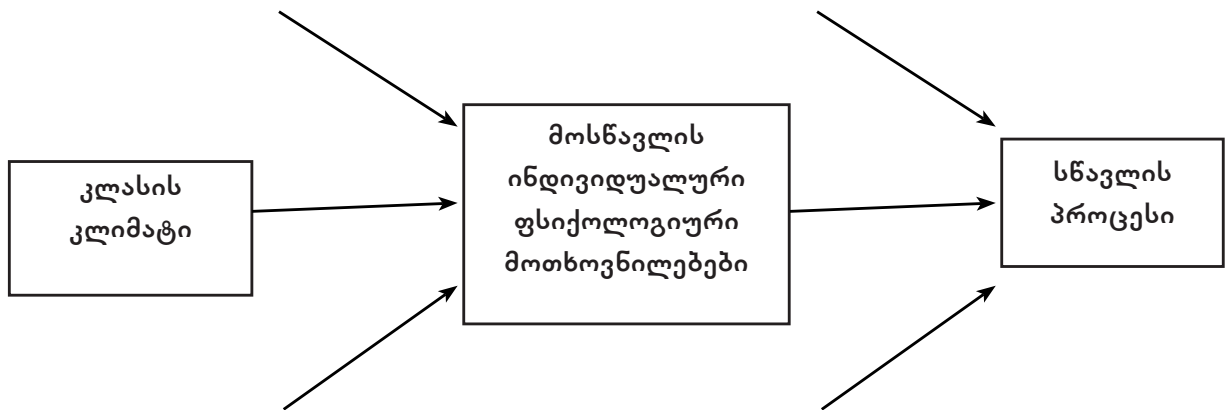 კლასის
კლიმატი
მოსწავლის
ინდივიდუალური
ფსიქოლოგიური
მოთხოვნილებები
სწავლის
პროცესი